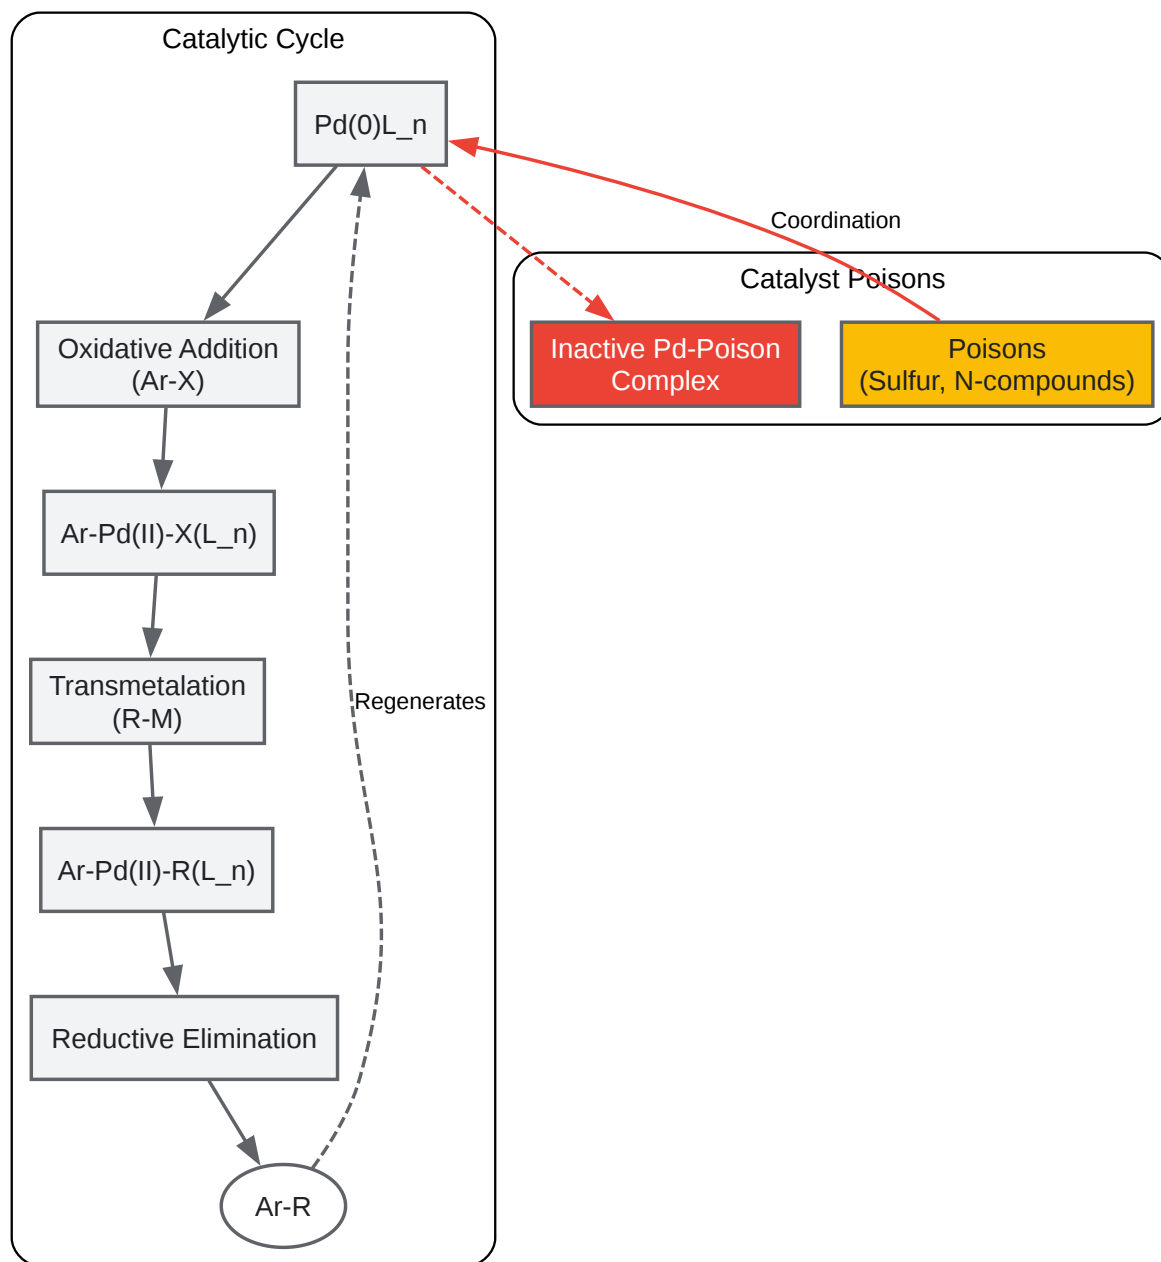 Catalytic Cycle
Pd(0)L_n
Coordination
Catalyst Poisons
Oxidative Addition
(Ar-X)
Inactive Pd-Poison
Complex
Poisons
(Sulfur, N-compounds)
Ar-Pd(II)-X(L_n)
Transmetalation
(R-M)
Regenerates
Ar-Pd(II)-R(L_n)
Reductive Elimination
Ar-R